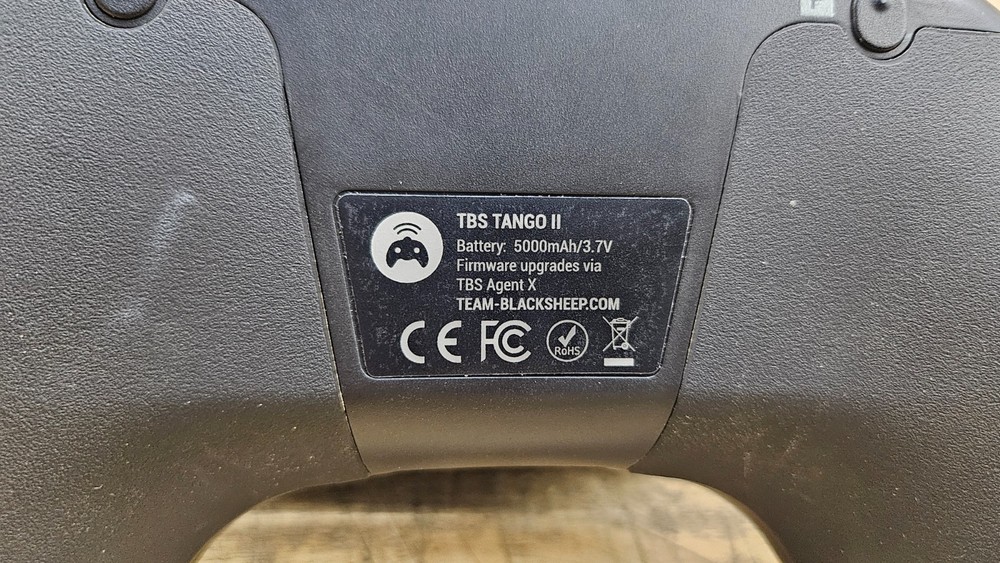 TBS TANGO II
Battery: 5000mAh/3.7V
Firmware upgrades via
TBS Agent X
TEAM-BLACKSHEEP.COM
CE FC RoHS